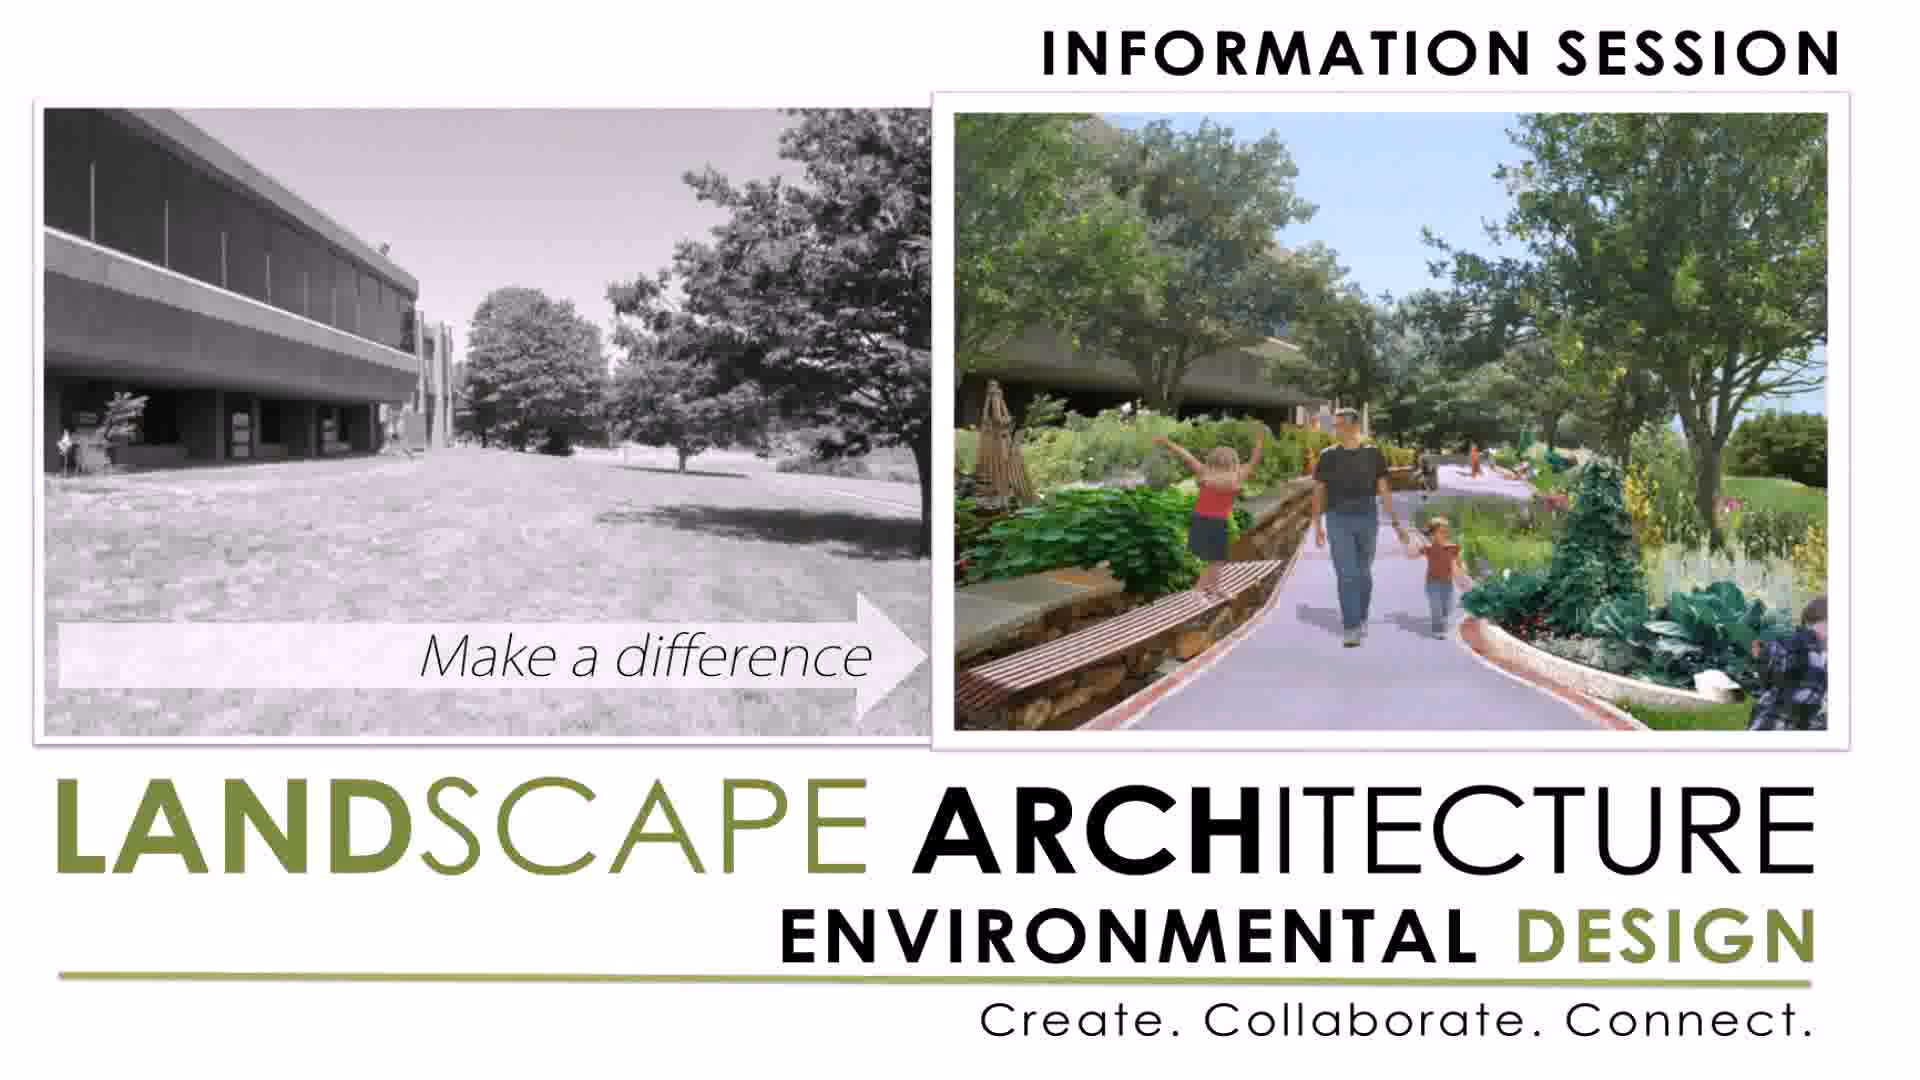 INFORMATION SESSION
Make a difference
LANDSCAPE ARCHITECTURE
ENVIRONMENTAL DESIGN
Create. Collaborate. Connect.